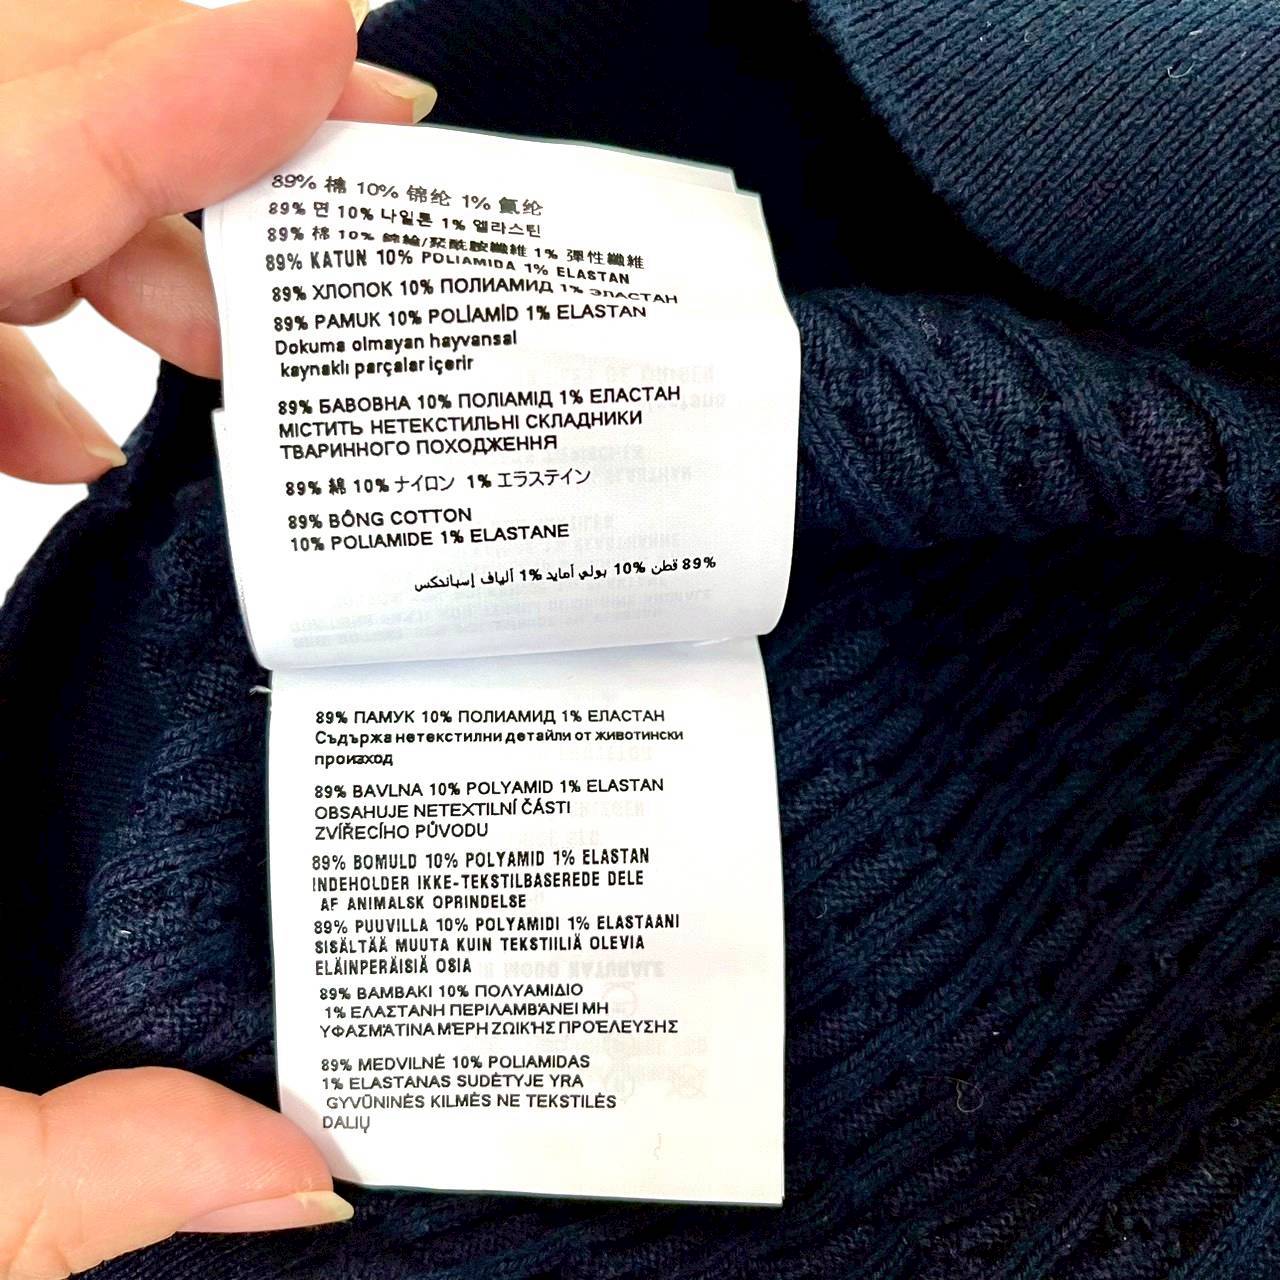 89% 棉 10% 锦纶 1% 氨纶
89% 면 10% 나일론 1% 엘라스틴
89% 棉 10% 錦綸/聚酰胺纖維 1% 彈性纖維
89% KATUN 10% POLIAMIDA 1% ELASTAN
89% ХЛОПОК 10% ПОЛИАМИД 1% ЭЛАСТАН
89% PAMUK 10% POLİAMİD 1% ELASTAN
Dokuma olmayan hayvansal
kaynaklı parçalar içerir
89% БАВОВНА 10% ПОЛІАМІД 1% ЕЛАСТАН
МІСТИТЬ НЕТЕКСТИЛЬНІ СКЛАДНИКИ
ТВАРИННОГО ПОХОДЖЕННЯ
89% 綿 10% ナイロン 1% エラステイン
89% BÔNG COTTON
10% POLIAMIDE 1% ELASTANE
89% قطن 10% بولي أمايد 1% ألياف إسباندكس
89% ПАМУК 10% ПОЛИАМИД 1% ЕЛАСТАН
Съдържа нетекстилни детайли от животински
произход
89% BAVLNA 10% POLYAMID 1% ELASTAN
OBSAHUJE NETEXTILNÍ ČÁSTI
ZVÍŘECÍHO PŮVODU
89% BOMULD 10% POLYAMID 1% ELASTAN
INDEHOLDER IKKE-TEKSTILBASEREDE DELE
AF ANIMALSK OPRINDELSE
89% PUUVILLA 10% POLYAMIDI 1% ELASTAANI
SISÄLTÄÄ MUUTA KUIN TEKSTIILIÄ OLEVIA
ELÄINPERÄISIÄ OSIA
89% ΒΑΜΒΑΚΙ 10% ΠΟΛΥΑΜΙΔΙΟ
1% ΕΛΑΣΤΑΝΗ ΠΕΡΙΛΑΜΒΆΝΕΙ ΜΗ
ΥΦΑΣΜΆΤΙΝΑ ΜΈΡΗ ΖΩΙΚΉΣ ΠΡΟΈΛΕΥΣΗΣ
89% MEDVILNĖ 10% POLIAMIDAS
1% ELASTANAS SUDĖTYJE YRA
GYVŪNINĖS KILMĖS NE TEKSTILĖS
DALIŲ